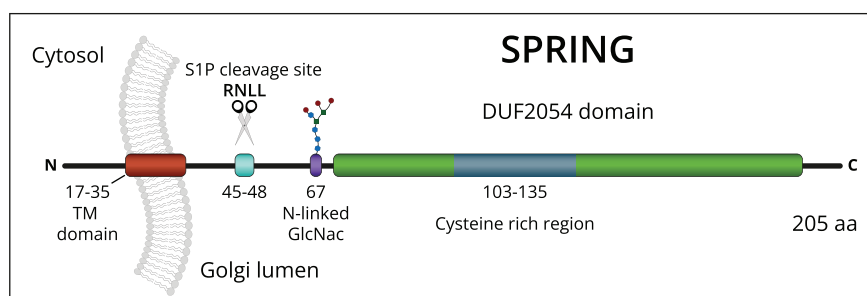 SPRING
Cytosol
S1P cleavage site
RNLL
DUF2054 domain
N
C
17-35
TM
domain
45-48
67
N-linked
GlcNac
103-135
Cysteine rich region
205 aa
Golgi lumen